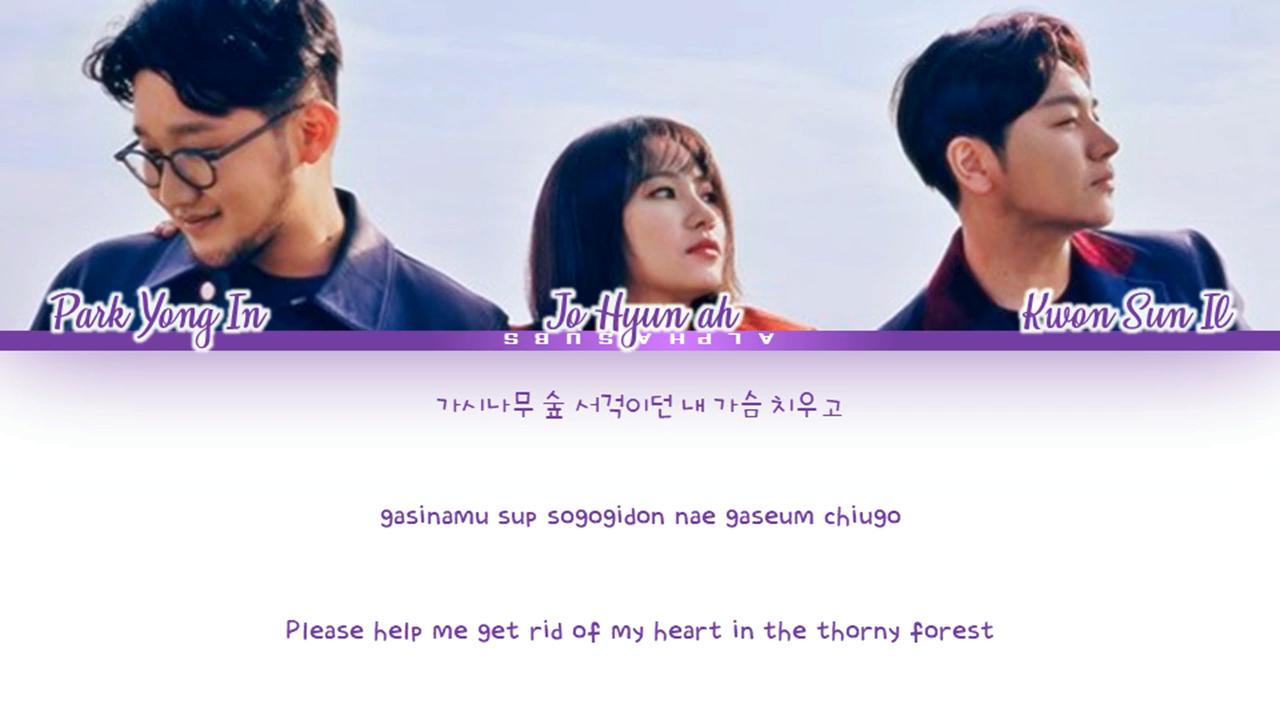 Park Yong In
Jo Hyun ah
Kwon Sun Il
ALPHASUBS
가시나무 숲 서걱이던 내 가슴 치우고
gasinamu sup sogogidon nae gaseum chiugo
Please help me get rid of my heart in the thorny forest